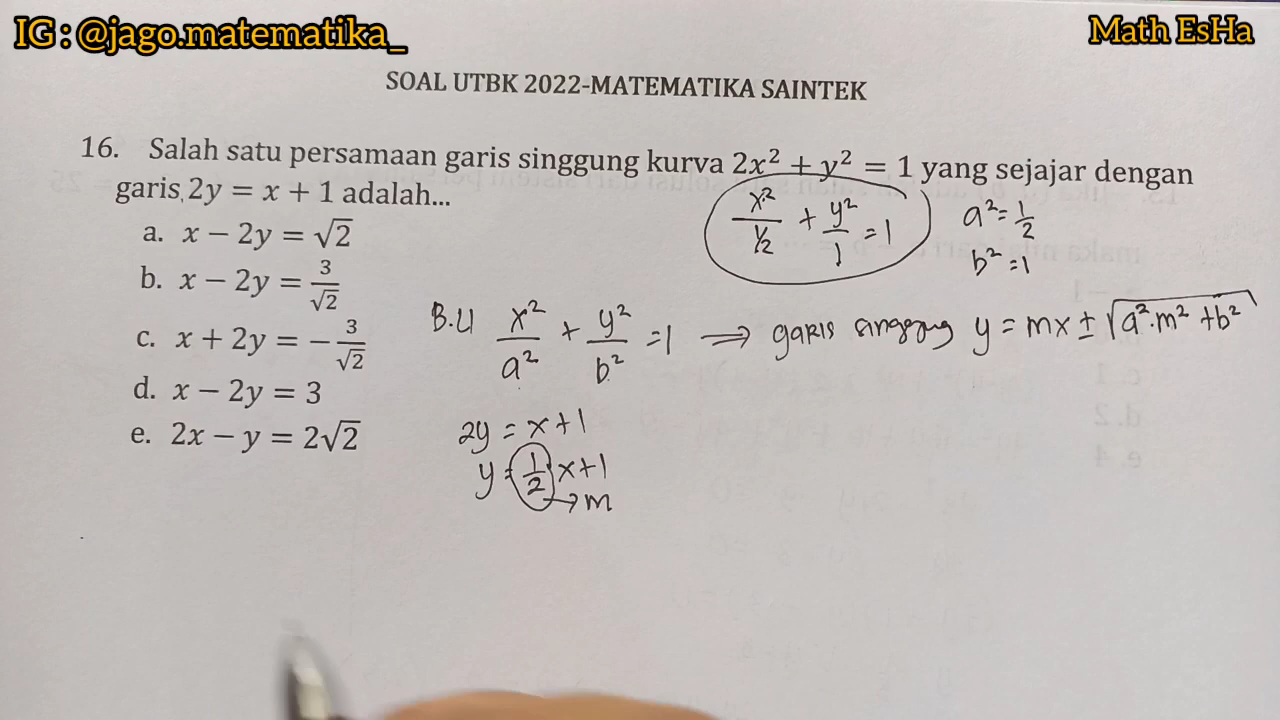 IG : @jago.matematika_
Math EsHa
SOAL UTBK 2022-MATEMATIKA SAINTEK
16. Salah satu persamaan garis singgung kurva 2x² + y² = 1 yang sejajar dengan
garis 2y = x + 1 adalah...
a. x − 2y = √2
b. x − 2y = 3/√2
c. x + 2y = −3/√2
d. x − 2y = 3
e. 2x − y = 2√2
x²/½ + y²/1 = 1
a² = 1/2
b² = 1
B.U x²/a² + y²/b² = 1 ⟹ garis singgung y = mx ± √a².m² + b²
2y = x + 1
y = 1/2 x + 1
→ m